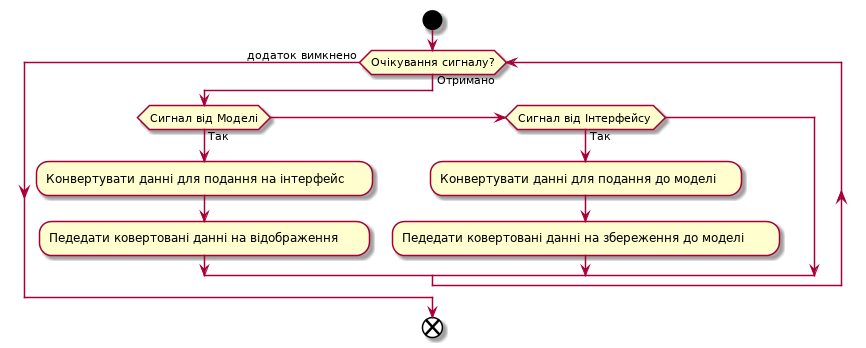 додаток вимкнено
Очікування сигналу?
Отримано
Сигнал від Моделі
Сигнал від Інтерфейсу
Так
Так
Конвертувати данні для подання на інтерфейс
Конвертувати данні для подання до моделі
Педедати ковертовані данні на відображення
Педедати ковертовані данні на збереження до моделі